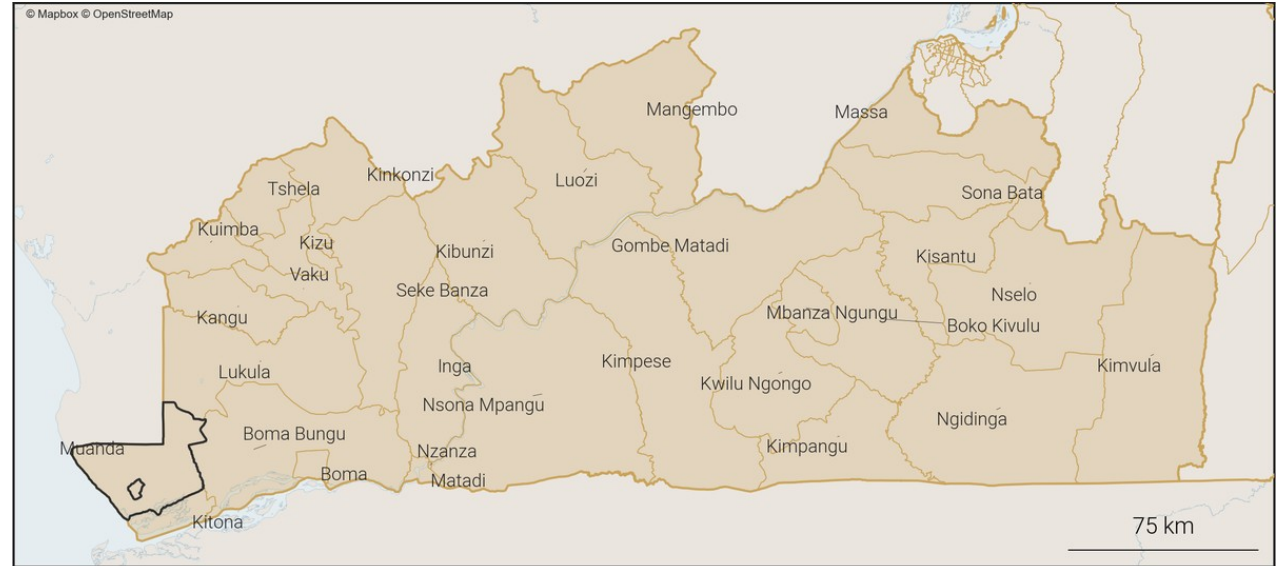 © Mapbox © OpenStreetMap
Mangembo
Massa
Kinkonzi
Luozi
Tshela
Sona Bata
Kuimba
Kizu
Gombe Matadi
Kibunzi
Kisantu
Vaku
Seke Banza
Nselo
Kangu
Mbanza Ngungu
Boko Kivulu
Inga
Kimpese
Kimvula
Lukula
Kwilu Ngongo
Nsona Mpangu
Ngidinga
Boma Bungu
Muanda
Kimpangu
Nzanza
Boma
Matadi
Kitona
75 km